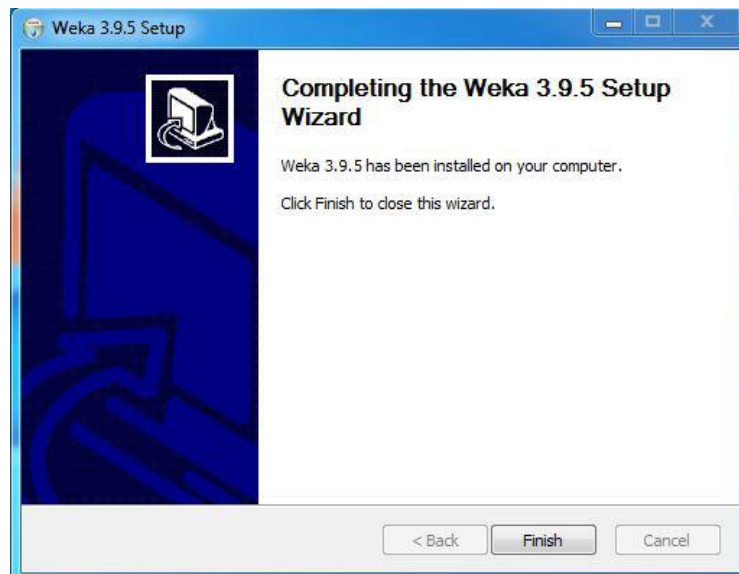 Weka 3.9.5 Setup
Completing the Weka 3.9.5 Setup
Wizard
Weka 3.9.5 has been installed on your computer.
Click Finish to close this wizard.
< Back
Finish
Cancel